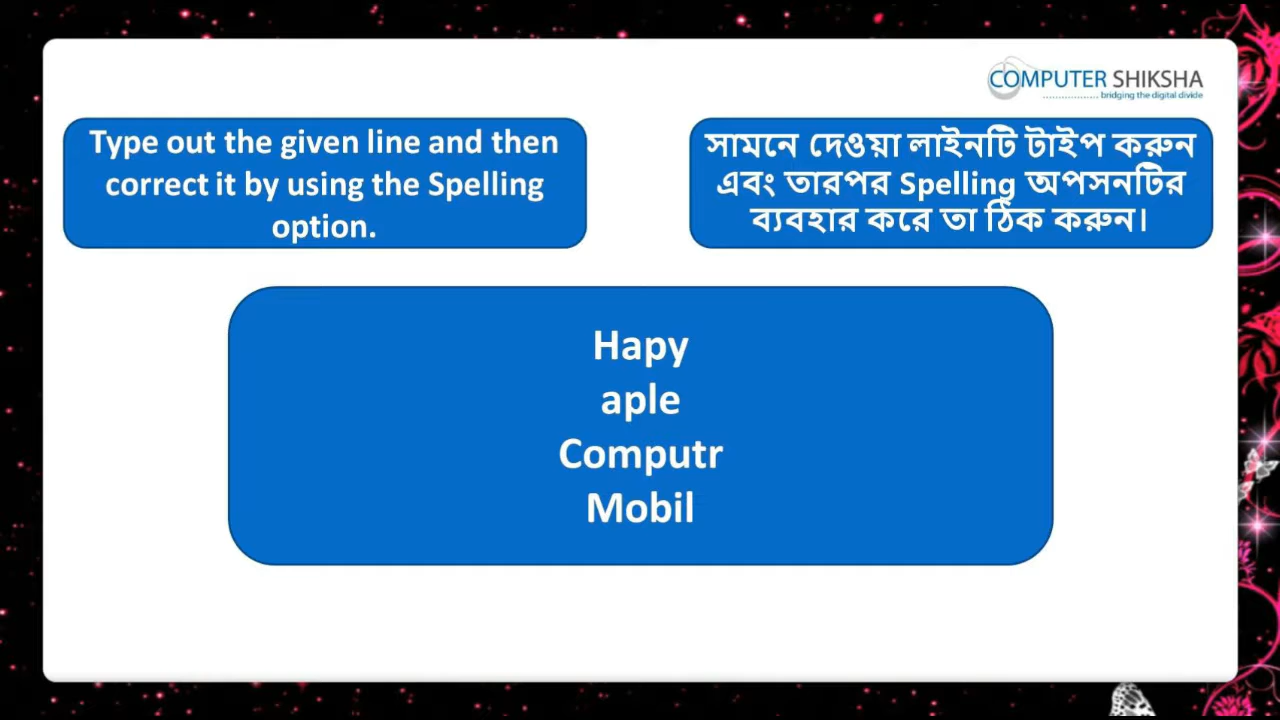 COMPUTER SHIKSHA
bridging the digital divide
Type out the given line and then
correct it by using the Spelling
option.
সামনে দেওয়া লাইনটি টাইপ করুন
এবং তারপর Spelling অপসনটির
ব্যবহার করে তা ঠিক করুন।
Hapy
aple
Computr
Mobil